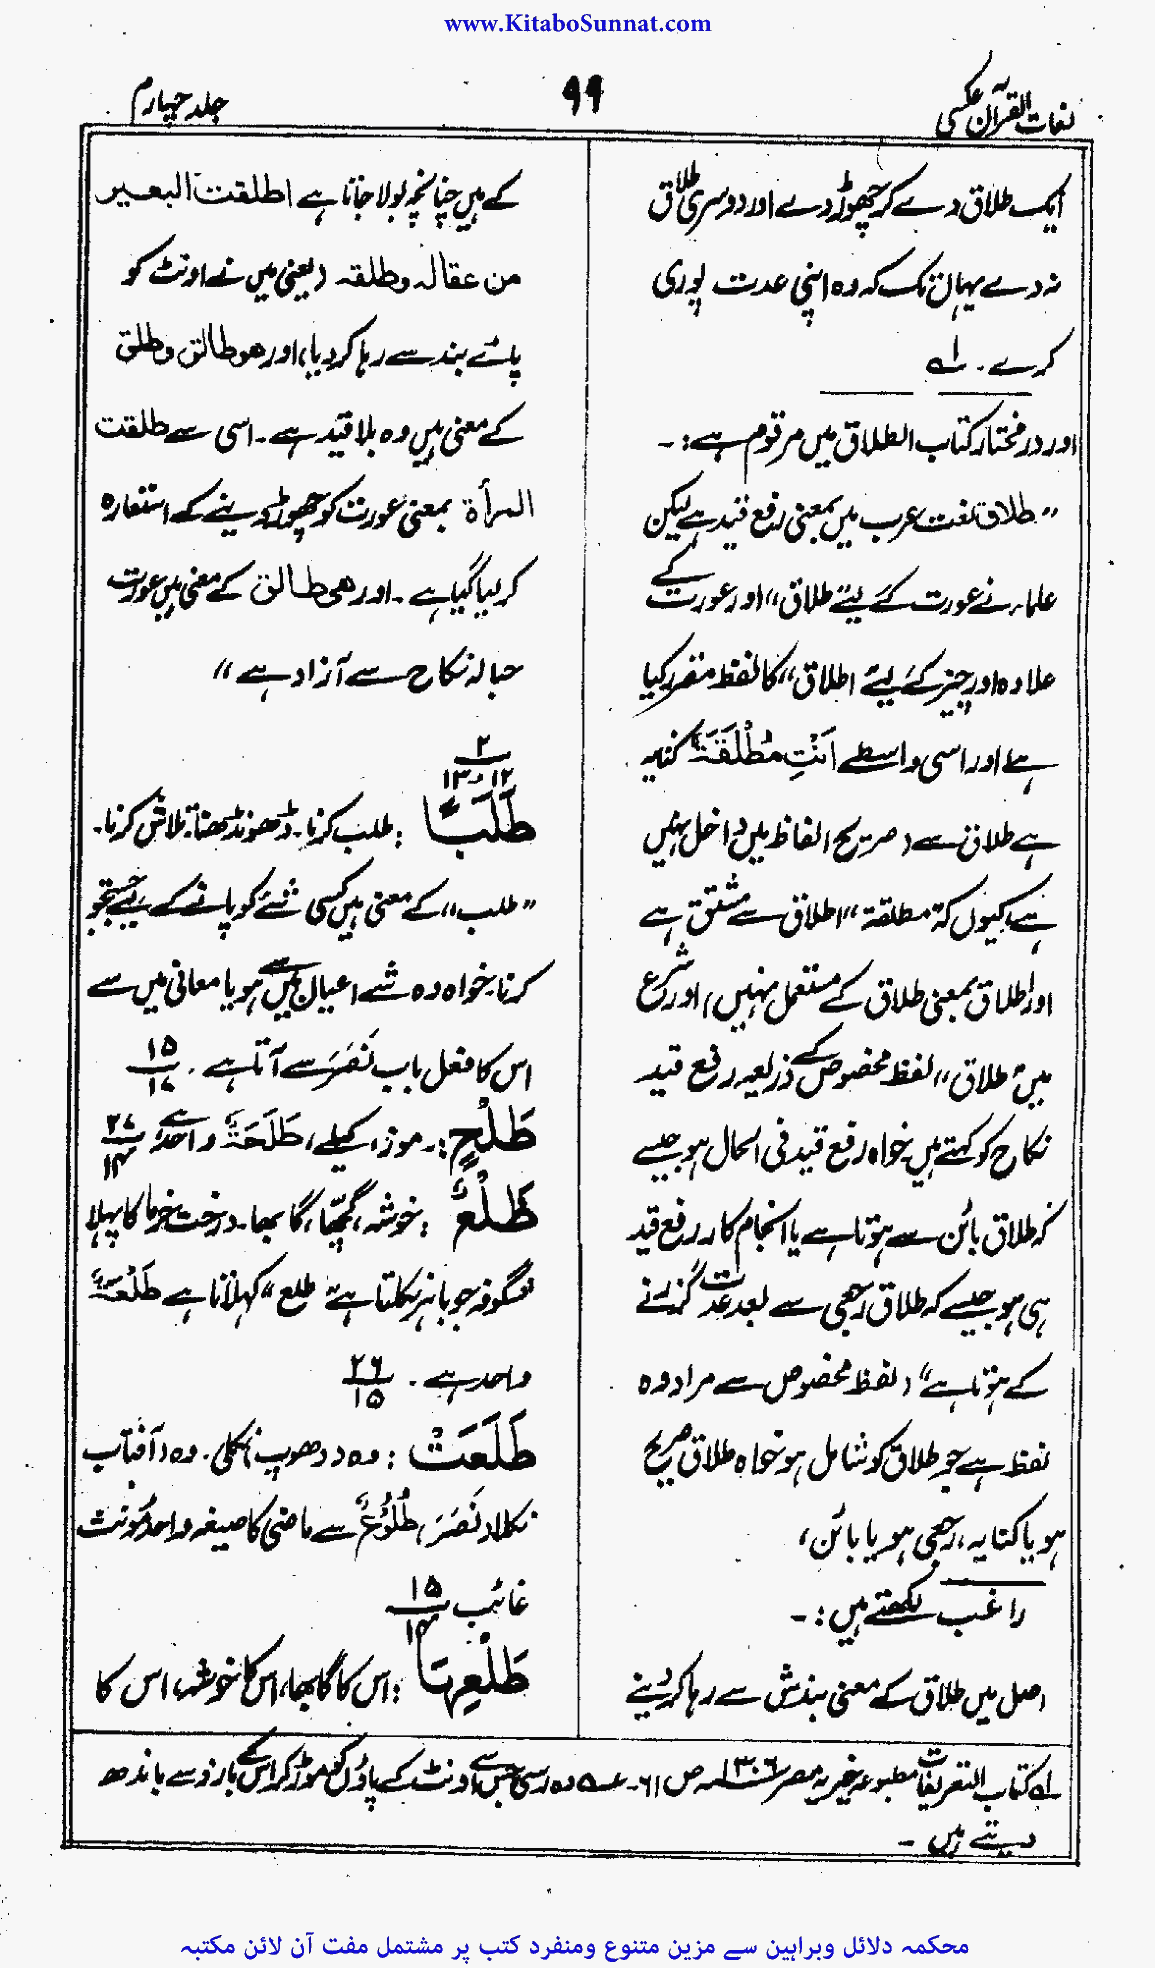 www.KitaboSunnat.com
لغات القرآن عکسی
۹۹
جلد چہارم
ایک طلاق دے کر چھوڑ دے اور دوسری طلاق
نہ دے یہاں تک کہ وہ اپنی عدت پوری
کرے۔ لہ
اور در مختار کتاب الطلاق میں مرقوم ہے:۔
"طلاق لغت عرب میں بمعنی رفع قید ہے لیکن
علماء نے عورت کے لیے طلاق" اور عورت کے
علاوہ اور چیز کے لیے اطلاق" کا لفظ مقرر کیا
ہے اور اسی واسطے اَنْتِ مُطْلَقَۃٌ کنایہ
ہے طلاق سے (صریح الفاظ میں داخل نہیں
ہے کیوں کہ مطلقۃ "اطلاق سے مشتق ہے
اور اطلاق بمعنی طلاق کے مستعمل نہیں) اور شرع
میں "طلاق" لفظ مخصوص کے ذریعہ رفع قید
نکاح کو کہتے ہیں خواہ رفع قید فی الحال ہو جیسے
کہ طلاق بائن سے ہوتا ہے یا انجام کار رفع قید
ہی ہو جیسے کہ طلاق رجعی سے بعد عدت گزرنے
کے ہوتا ہے" (لفظ مخصوص سے مراد وہ
لفظ ہے جو طلاق کو شامل ہو خواہ طلاق صریح
ہو یا کنایہ، رجعی ہو یا بائن،
راغب لکھتے ہیں:۔
اصل میں طلاق کے معنی بندش سے رہا کر دینے
کے ہیں چنانچہ بولا جاتا ہے اطلقت البعیر
من عقالہ وطلقہ (یعنی میں نے اونٹ کو
پائے بند سے رہا کر دیا) اور ھو طالق وطلق
کے معنی ہیں وہ بلا قید ہے۔ اسی سے طلقت
المرأۃ بمعنی عورت کو چھوڑ دینے کے استعارہ
کر لیا گیا ہے۔ اور ھی طالق کے معنی ہیں عورت
حبالہ نکاح سے آزاد ہے"
۲
۱۲ و ۱۳
طَلَبًا : طلب کرنا۔ ڈھونڈھنا۔ تلاش کرنا۔
"طلب" کے معنی ہیں کسی شئے کو پانے کے لیے جستجو
کرنا خواہ وہ شے اعیان میں سے ہو یا معانی میں سے
اس کا فعل باب نَصَرَ سے آتا ہے۔ ۱۵
۱۷
طَلْحٍ :۔ موز، کیلے، طَلْحَۃٌ واحد ہے ۲۷
۱۴
طَلْعٌ : خوشہ، گچھا، گابھا۔ درخت خرما کا پہلا
شگوفہ جو باہر نکلتا ہے "طلع" کہلاتا ہے طَلْعَۃٌ
واحد ہے۔ ۲۶
۱۵
طَلَعَتْ : وہ (دھوپ) نکلی۔ وہ (آفتاب
نکلا) نَصَرَ، طُلُوْعٌ سے ماضی کا صیغہ واحد مؤنث
غائب ۱۵
۱۴
طَلْعِہَا : اس کا گابھا، اس کا خوشہ، اس کا
لہ کتاب التعریفات مطبوعہ خیریہ مصر ۱۳۰۶ھ ص ۶۱۔ عہ وہ رسی جس سے اونٹ کے پاؤں کو موڑ کر اس کے بازو سے باندھ
دیتے ہیں۔
محکمہ دلائل وبراہین سے مزین متنوع ومنفرد کتب پر مشتمل مفت آن لائن مکتبہ